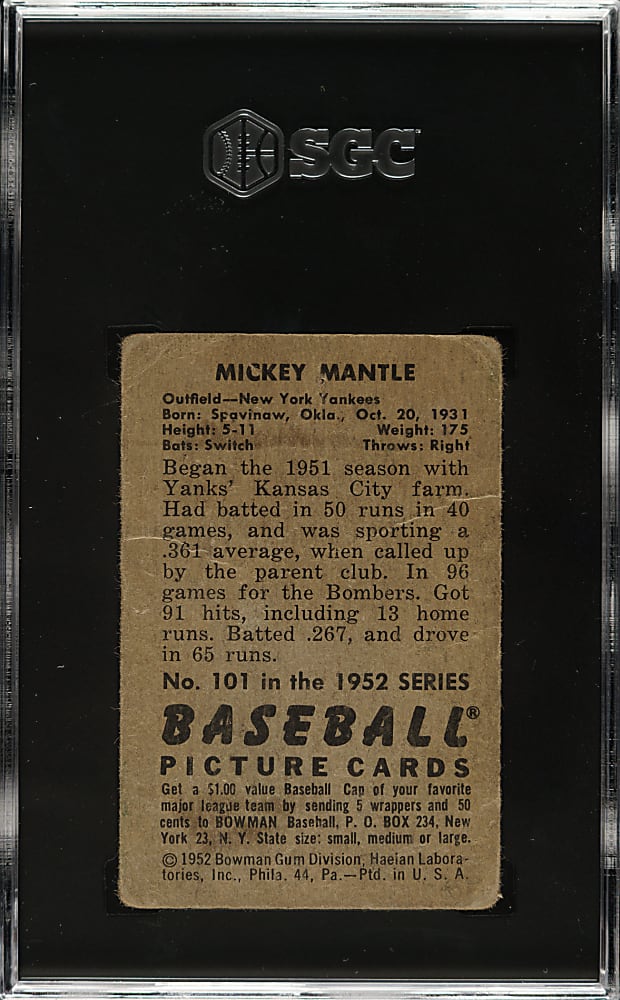 SGC
MICKEY MANTLE
Outfield—New York Yankees
Born: Spavinaw, Okla., Oct. 20, 1931
Height: 5-11 Weight: 175
Bats: Switch Throws: Right
Began the 1951 season with
Yanks' Kansas City farm.
Had batted in 50 runs in 40
games, and was sporting a
.361 average, when called up
by the parent club. In 96
games for the Bombers. Got
91 hits, including 13 home
runs. Batted .267, and drove
in 65 runs.
No. 101 in the 1952 SERIES
BASEBALL®
PICTURE CARDS
Get a $1.00 value Baseball Cap of your favorite
major league team by sending 5 wrappers and 50
cents to BOWMAN Baseball, P. O. BOX 234, New
York 23, N. Y. State size: small, medium or large.
© 1952 Bowman Gum Division, Haelan Labora-
tories, Inc., Phila. 44, Pa.—Ptd. in U. S. A.